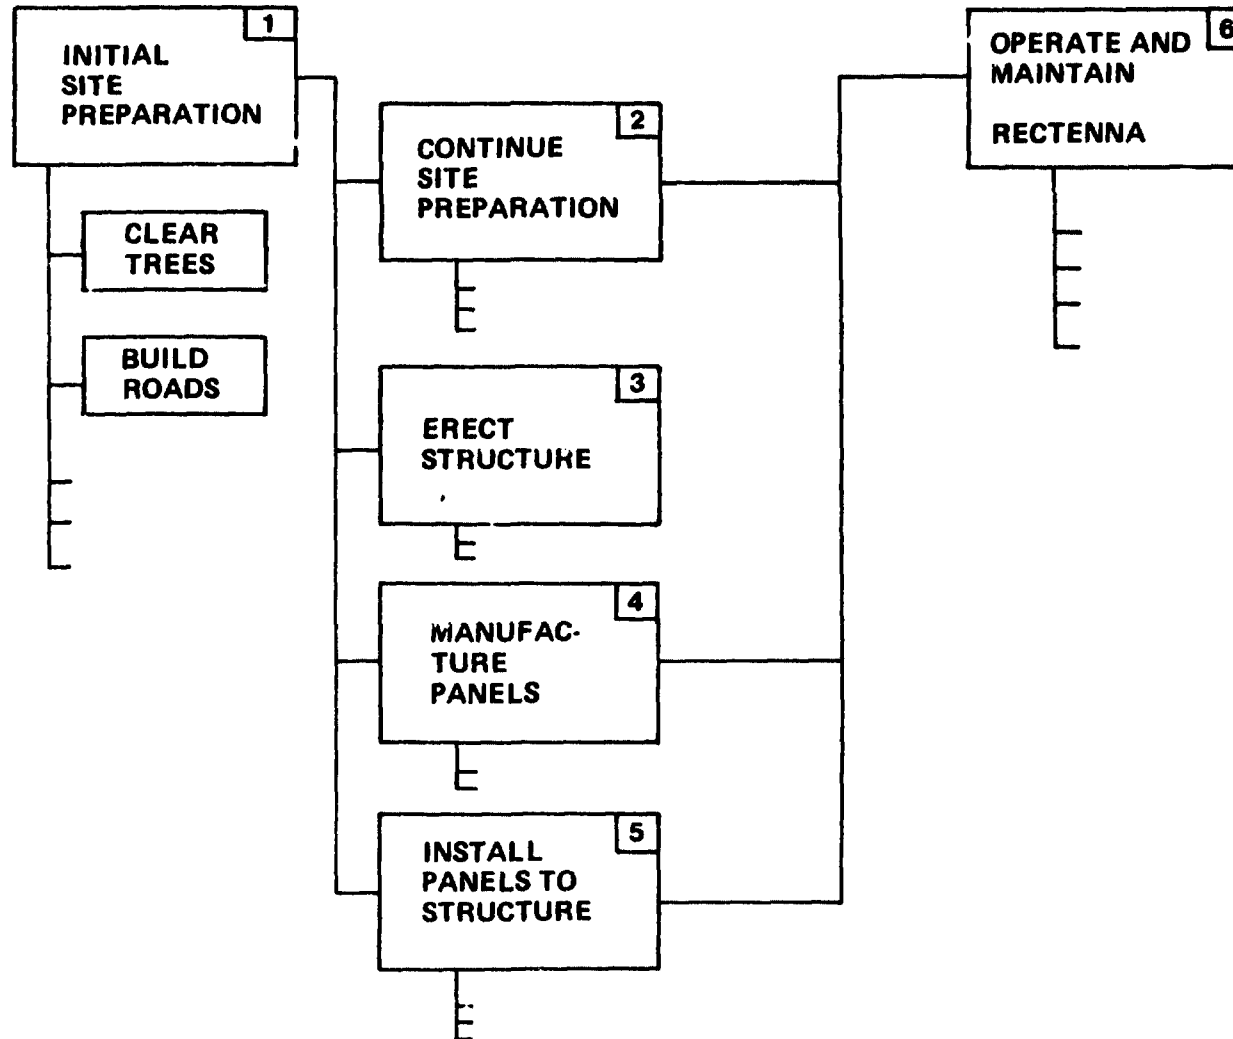 1
INITIAL
SITE
PREPARATION
CLEAR
TREES
BUILD
ROADS
2
CONTINUE
SITE
PREPARATION
3
ERECT
STRUCTURE
4
MANUFAC-
TURE
PANELS
5
INSTALL
PANELS TO
STRUCTURE
6
OPERATE AND
MAINTAIN
RECTENNA